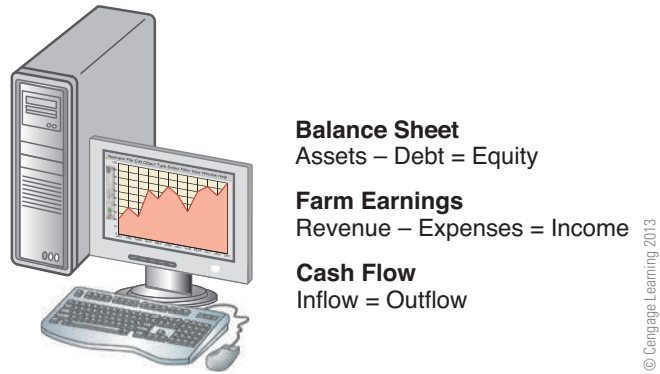 Balance Sheet
Assets – Debt = Equity
Farm Earnings
Revenue – Expenses = Income
Cash Flow
Inflow = Outflow
© Cengage Learning 2013